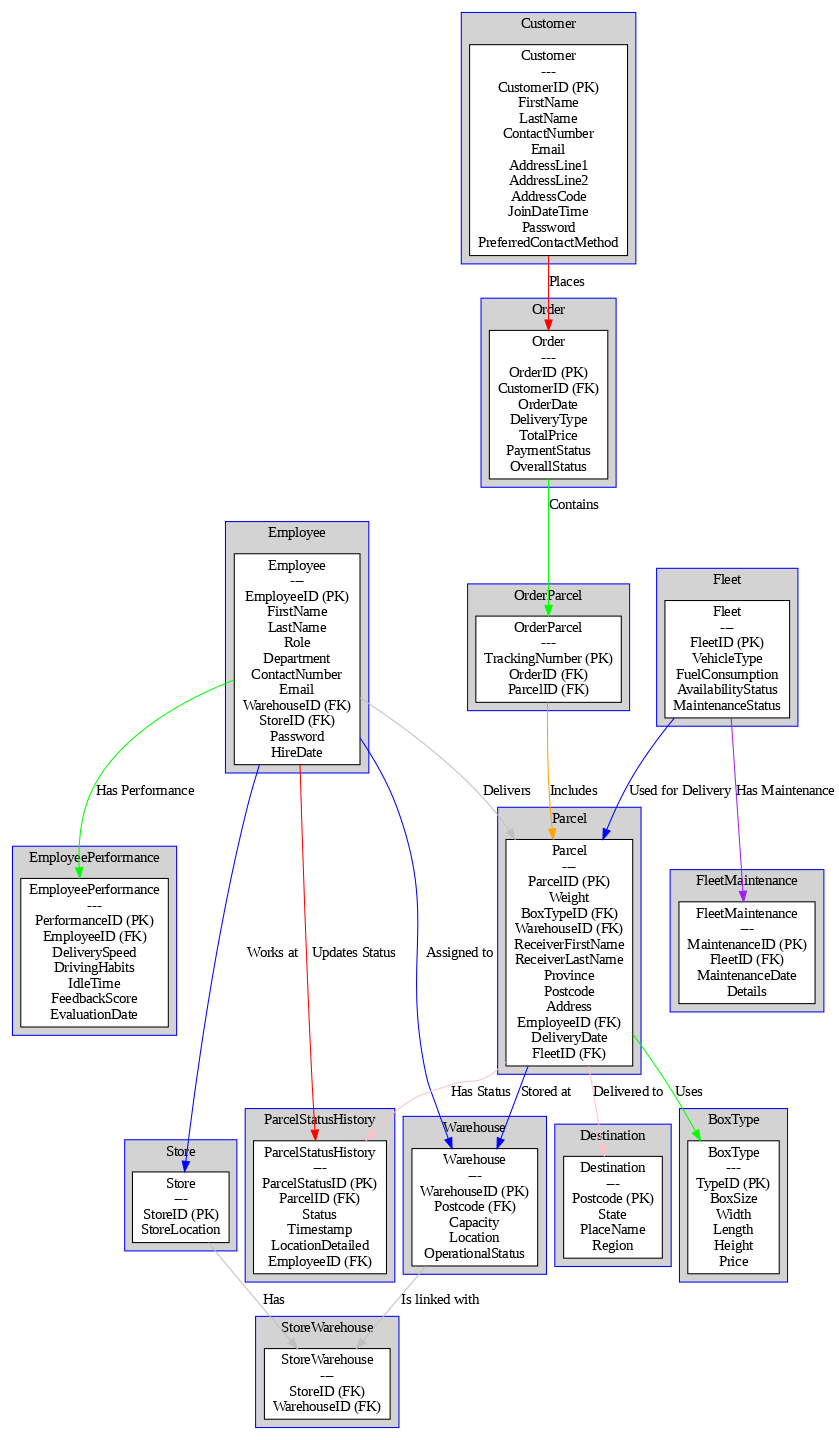 Customer
Customer
---
CustomerID (PK)
FirstName
LastName
ContactNumber
Email
AddressLine1
AddressLine2
AddressCode
JoinDateTime
Password
PreferredContactMethod
Places
Order
Order
---
OrderID (PK)
CustomerID (FK)
OrderDate
DeliveryType
TotalPrice
PaymentStatus
OverallStatus
Contains
Employee
Employee
---
EmployeeID (PK)
FirstName
LastName
Role
Department
ContactNumber
Email
WarehouseID (FK)
StoreID (FK)
Password
HireDate
OrderParcel
OrderParcel
---
TrackingNumber (PK)
OrderID (FK)
ParcelID (FK)
Fleet
Fleet
---
FleetID (PK)
VehicleType
FuelConsumption
AvailabilityStatus
MaintenanceStatus
Has Performance
Delivers
Includes
Used for Delivery
Has Maintenance
EmployeePerformance
EmployeePerformance
---
PerformanceID (PK)
EmployeeID (FK)
DeliverySpeed
DrivingHabits
IdleTime
FeedbackScore
EvaluationDate
Works at
Updates Status
Assigned to
Parcel
Parcel
---
ParcelID (PK)
Weight
BoxTypeID (FK)
WarehouseID (FK)
ReceiverFirstName
ReceiverLastName
Province
Postcode
Address
EmployeeID (FK)
DeliveryDate
FleetID (FK)
FleetMaintenance
FleetMaintenance
---
MaintenanceID (PK)
FleetID (FK)
MaintenanceDate
Details
Has Status
Stored at
Delivered to
Uses
Store
Store
---
StoreID (PK)
StoreLocation
ParcelStatusHistory
ParcelStatusHistory
---
ParcelStatusID (PK)
ParcelID (FK)
Status
Timestamp
LocationDetailed
EmployeeID (FK)
Warehouse
Warehouse
---
WarehouseID (PK)
Postcode (FK)
Capacity
Location
OperationalStatus
Destination
Destination
---
Postcode (PK)
State
PlaceName
Region
BoxType
BoxType
---
TypeID (PK)
BoxSize
Width
Length
Height
Price
Has
Is linked with
StoreWarehouse
StoreWarehouse
---
StoreID (FK)
WarehouseID (FK)